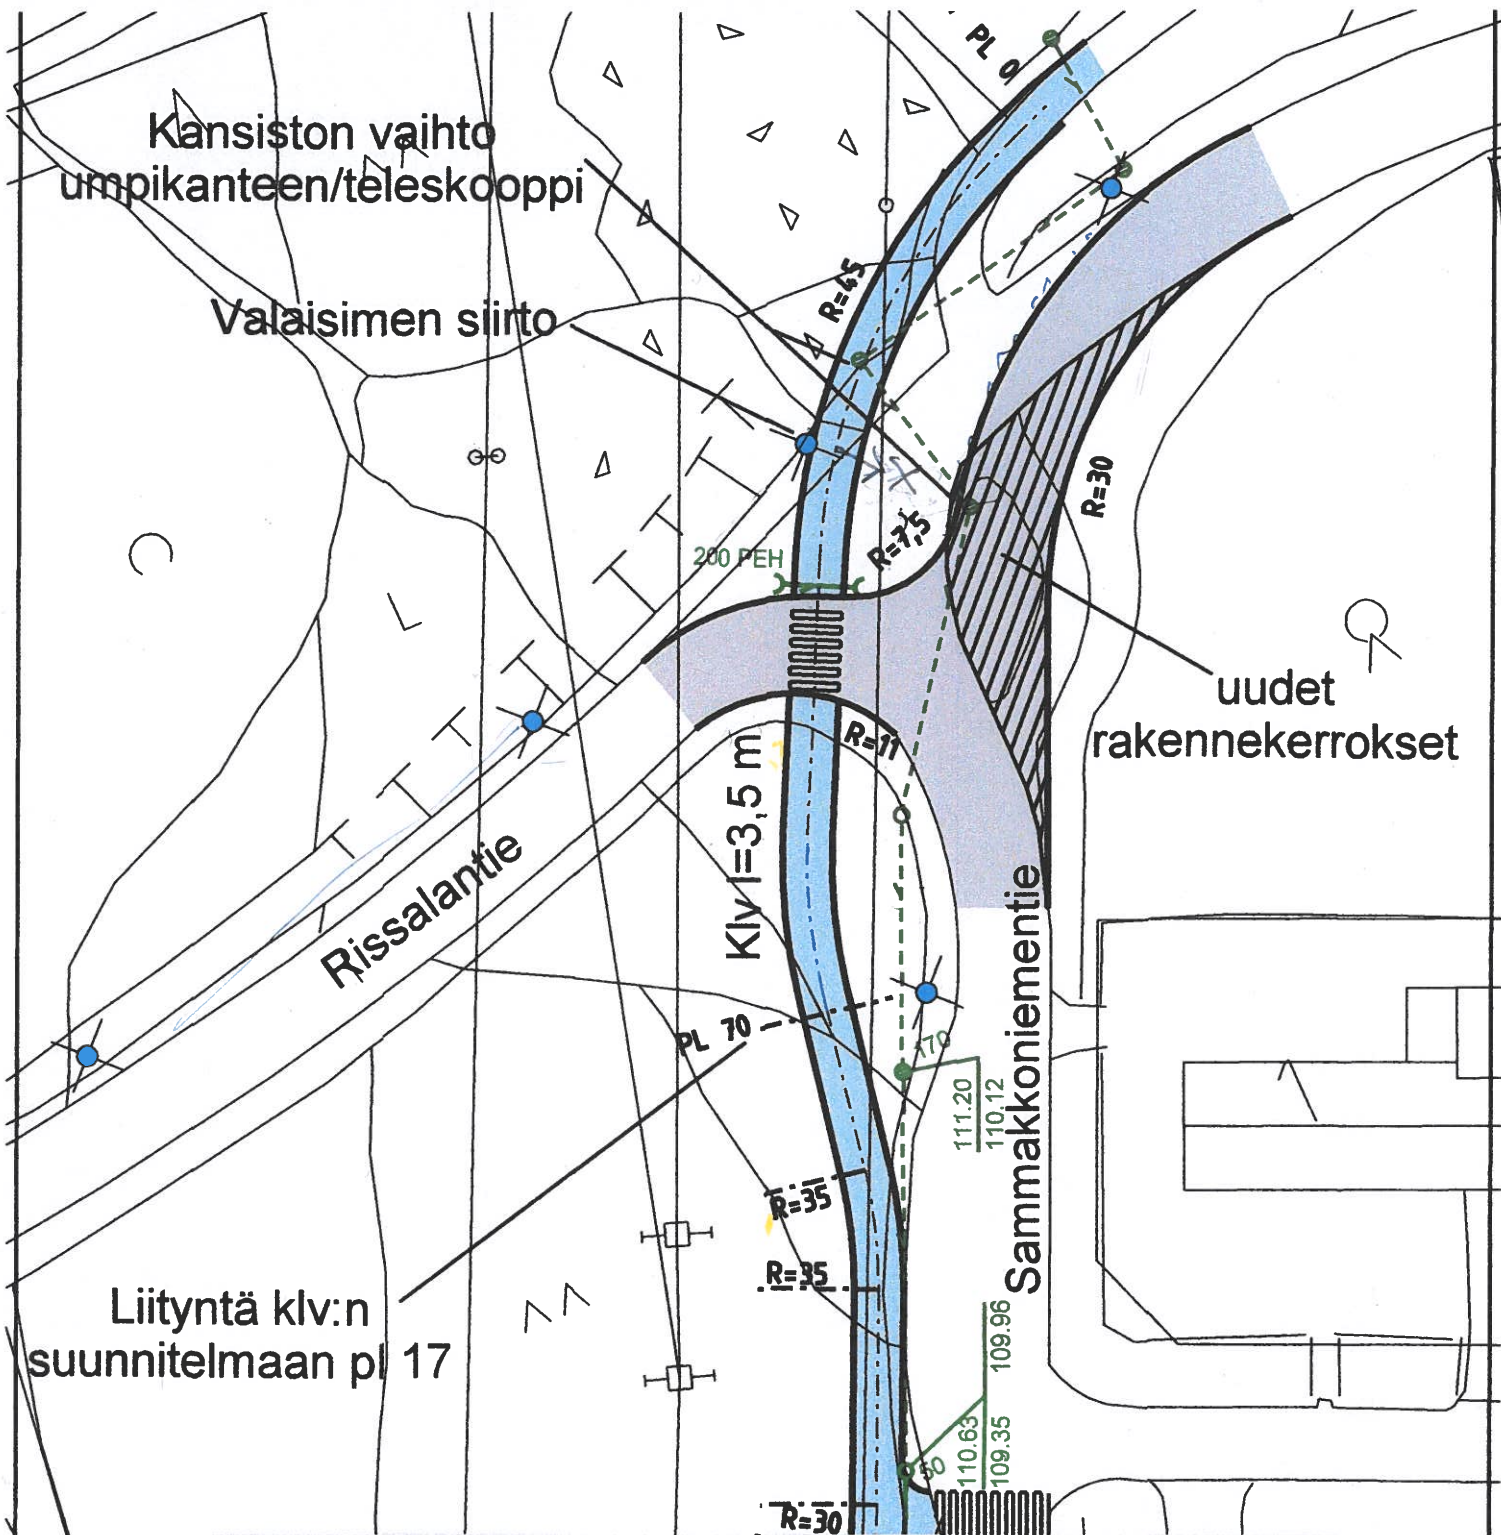 PL 0
Kansiston vaihto
umpikanteen/teleskooppi
R=45
Valaisimen siirto
R=30
R=7,5
200 PEH
uudet
rakennekerrokset
R=11
Klv l=3,5 m
Rissalantie
PL 70
170
111.20
110.12
Sammakkoniementie
R=35
R=35
Liityntä klv:n
suunnitelmaan pl 17
109.96
110.63
109.35
50
R=30